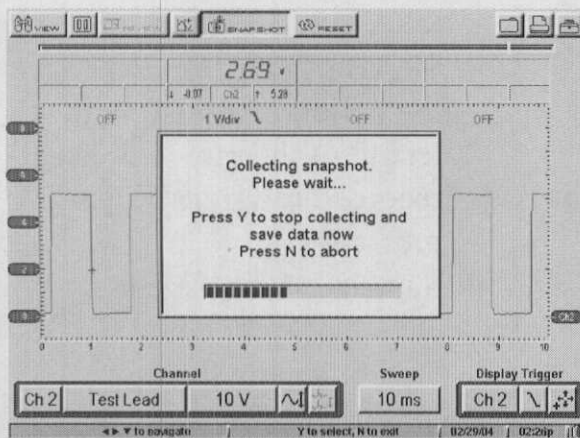 VIEW REVIEW SNAPSHOT RESET
2.69 v
↓ -0.07 Ch2 ↑ 5.28
OFF 1 V/div OFF OFF
Collecting snapshot.
Please wait...
Press Y to stop collecting and
save data now
Press N to abort
Ch2
0 1 2 3 4 5 6 7 8 9 10
Channel Sweep Display Trigger
Ch 2 Test Lead 10 V 10 ms Ch 2
◄ ► ▼ to navigate Y to select, N to exit 02/29/04 02:26p